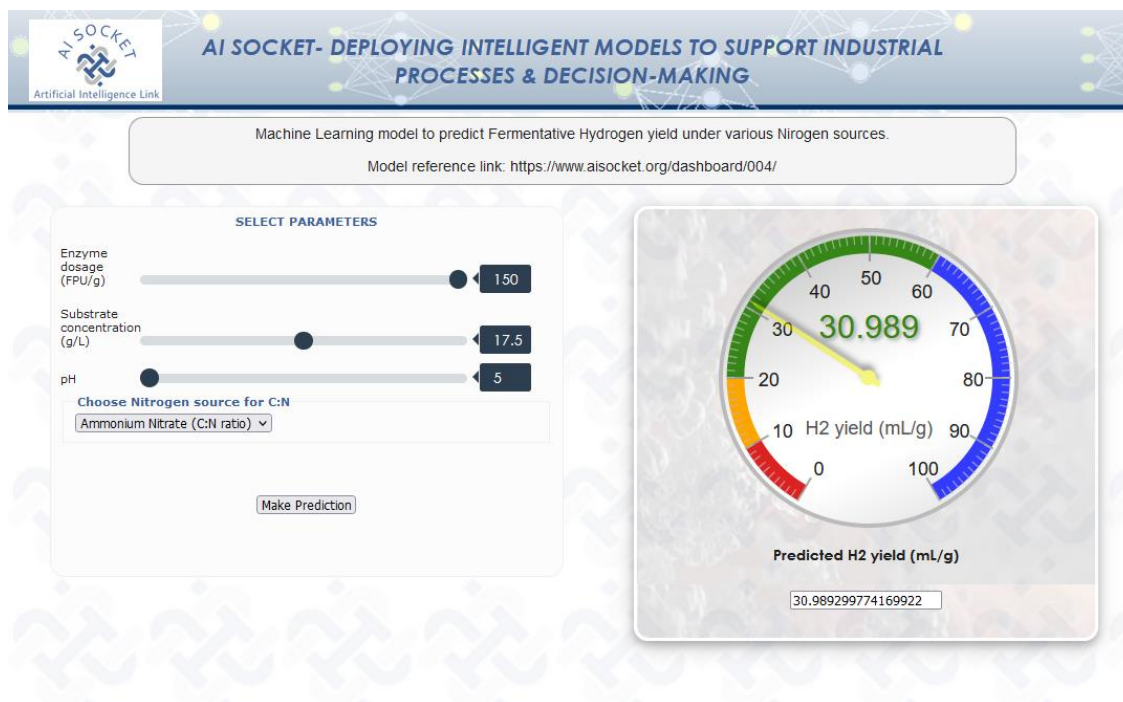 AI SOCKET
Artificial Intelligence Link
AI SOCKET- DEPLOYING INTELLIGENT MODELS TO SUPPORT INDUSTRIAL
PROCESSES & DECISION-MAKING
Machine Learning model to predict Fermentative Hydrogen yield under various Nirogen sources.
Model reference link: https://www.aisocket.org/dashboard/004/
SELECT PARAMETERS
Enzyme
dosage
(FPU/g)
150
Substrate
concentration
(g/L)
17.5
pH
5
Choose Nitrogen source for C:N
Ammonium Nitrate (C:N ratio)
Make Prediction
0
10
20
30
40
50
60
70
80
90
100
30.989
H2 yield (mL/g)
Predicted H2 yield (mL/g)
30.989299774169922